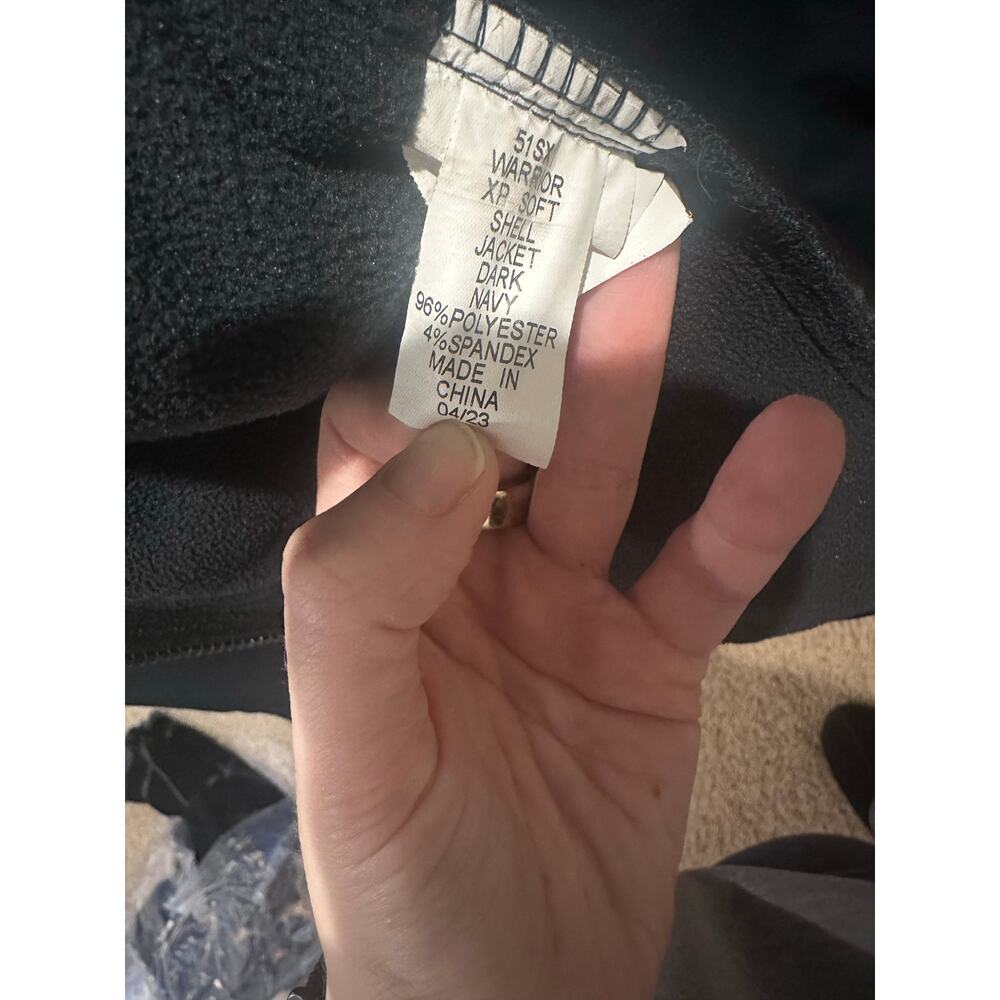 51SX
WARRIOR
XP SOFT
SHELL
JACKET
DARK
NAVY
96%POLYESTER
4%SPANDEX
MADE IN
CHINA
04/23